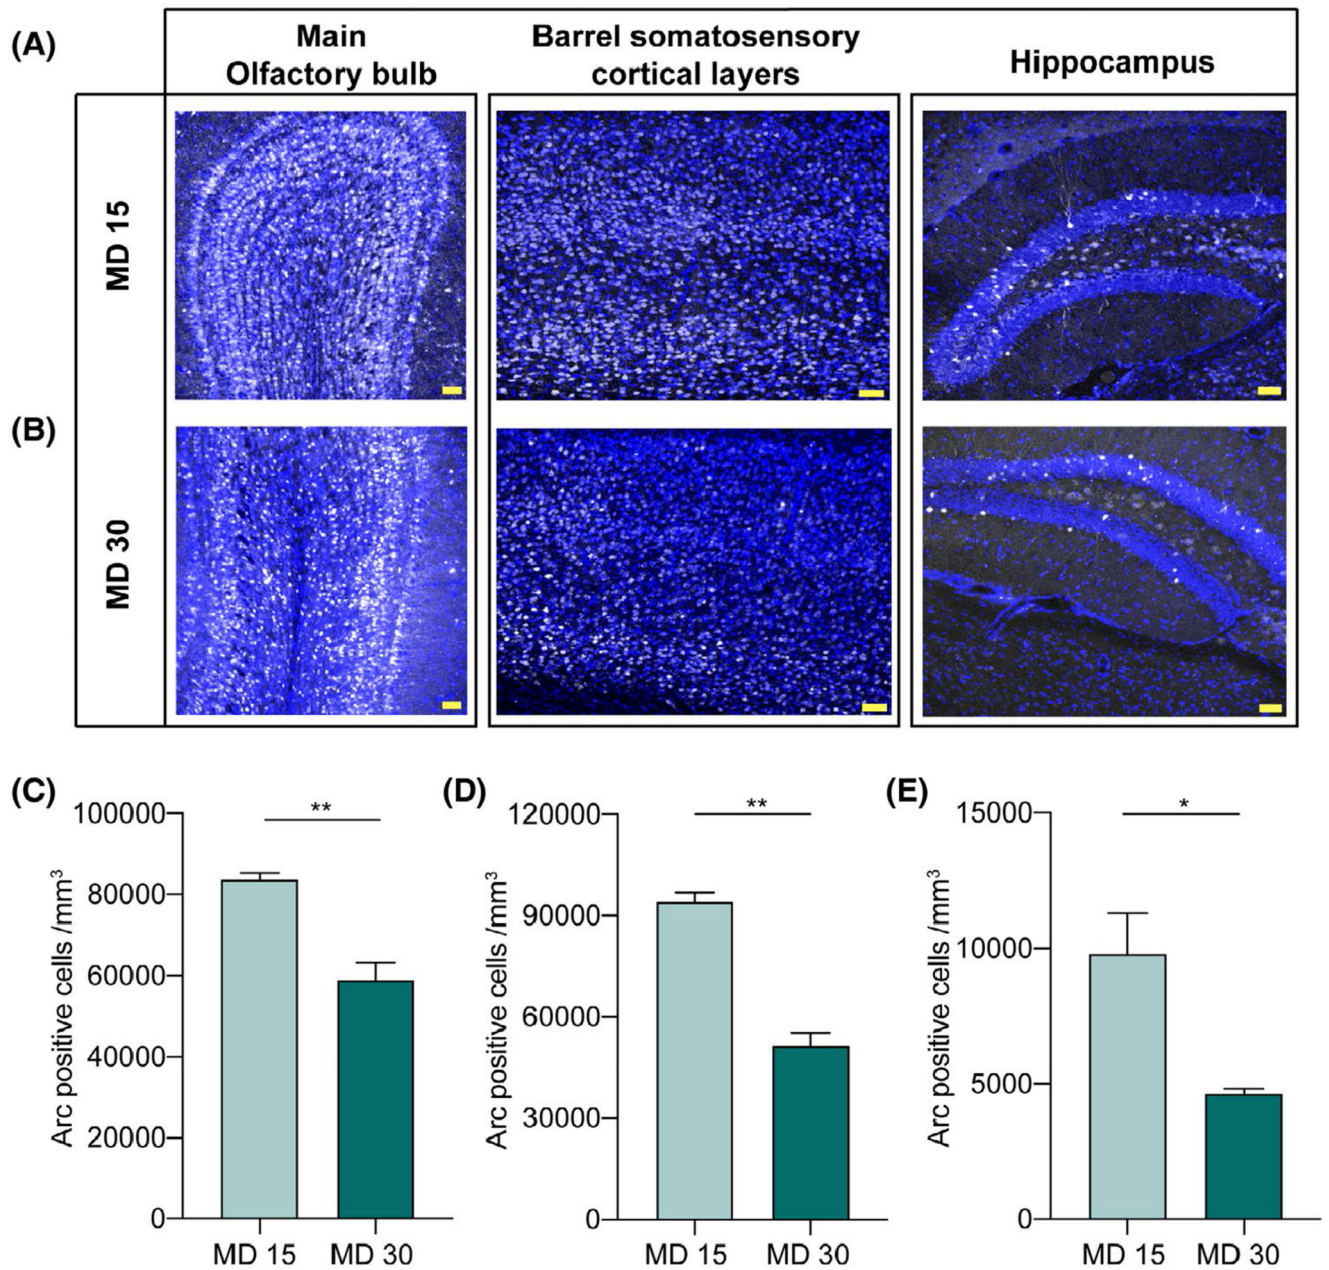 (A)
Main
Olfactory bulb
Barrel somatosensory
cortical layers
Hippocampus
MD 15
(B)
MD 30
(C)
Arc positive cells /mm³
100000
80000
60000
40000
20000
0
**
MD 15 MD 30
(D)
Arc positive cells /mm³
120000
90000
60000
30000
0
**
MD 15 MD 30
(E)
Arc positive cells /mm³
15000
10000
5000
0
*
MD 15 MD 30